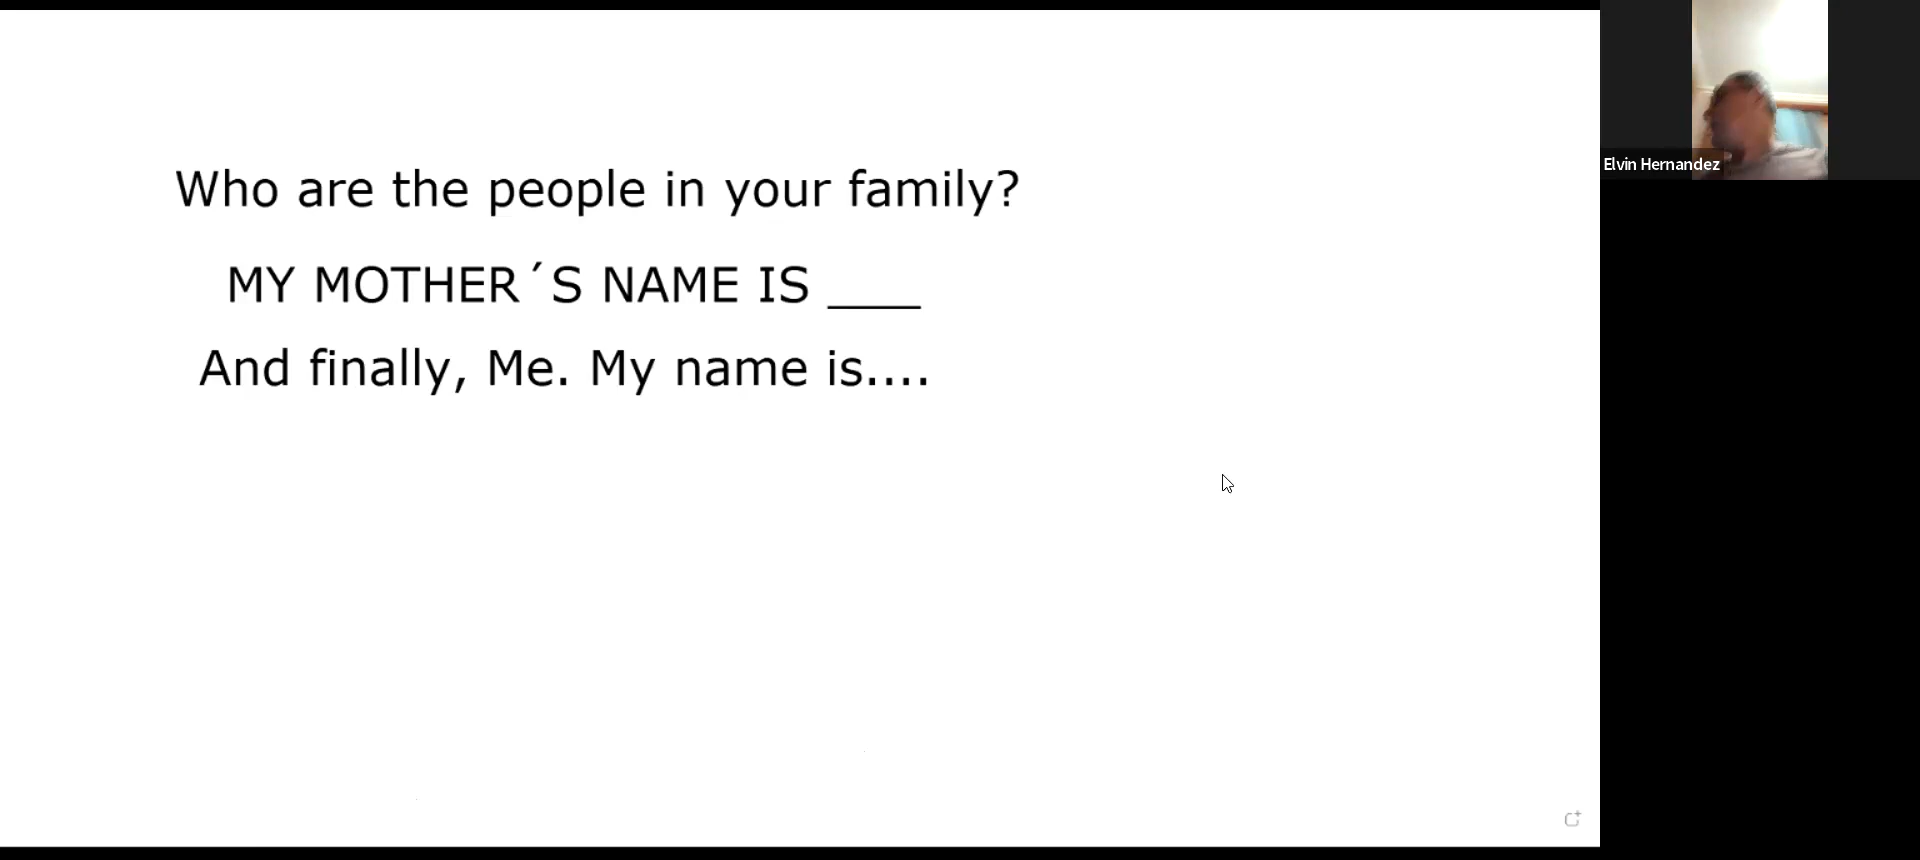 Who are the people in your family?
MY MOTHER´S NAME IS ____
And finally, Me. My name is....
Elvin Hernandez